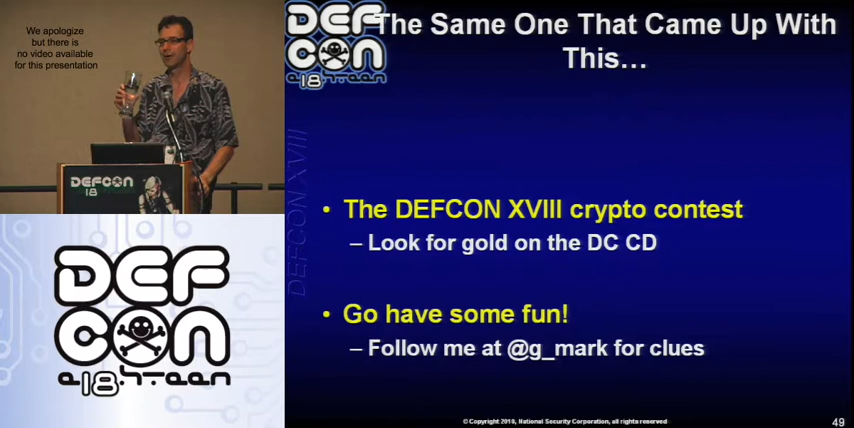 We apologize
but there is
no video available
for this presentation
DEFCON
18
DEF
CON
a18h-teen
DEF
CON
The Same One That Came Up With
This…
DEFCON XVIII
• The DEFCON XVIII crypto contest
– Look for gold on the DC CD
• Go have some fun!
– Follow me at @g_mark for clues
© Copyright 2010, National Security Corporation, all rights reserved
49